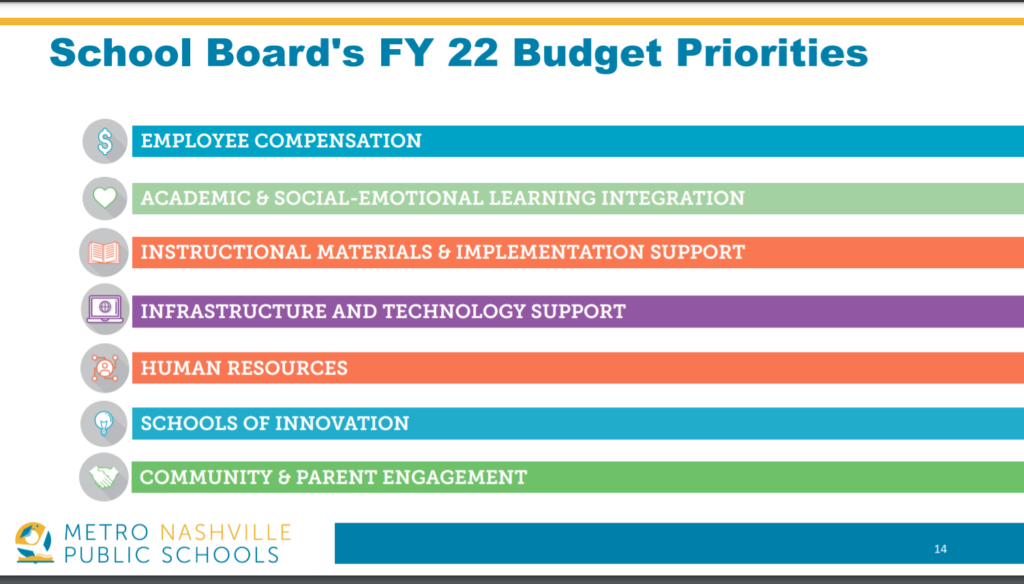 School Board's FY 22 Budget Priorities
$
EMPLOYEE COMPENSATION
ACADEMIC & SOCIAL-EMOTIONAL LEARNING INTEGRATION
INSTRUCTIONAL MATERIALS & IMPLEMENTATION SUPPORT
INFRASTRUCTURE AND TECHNOLOGY SUPPORT
HUMAN RESOURCES
SCHOOLS OF INNOVATION
COMMUNITY & PARENT ENGAGEMENT
METRO NASHVILLE
PUBLIC SCHOOLS
14